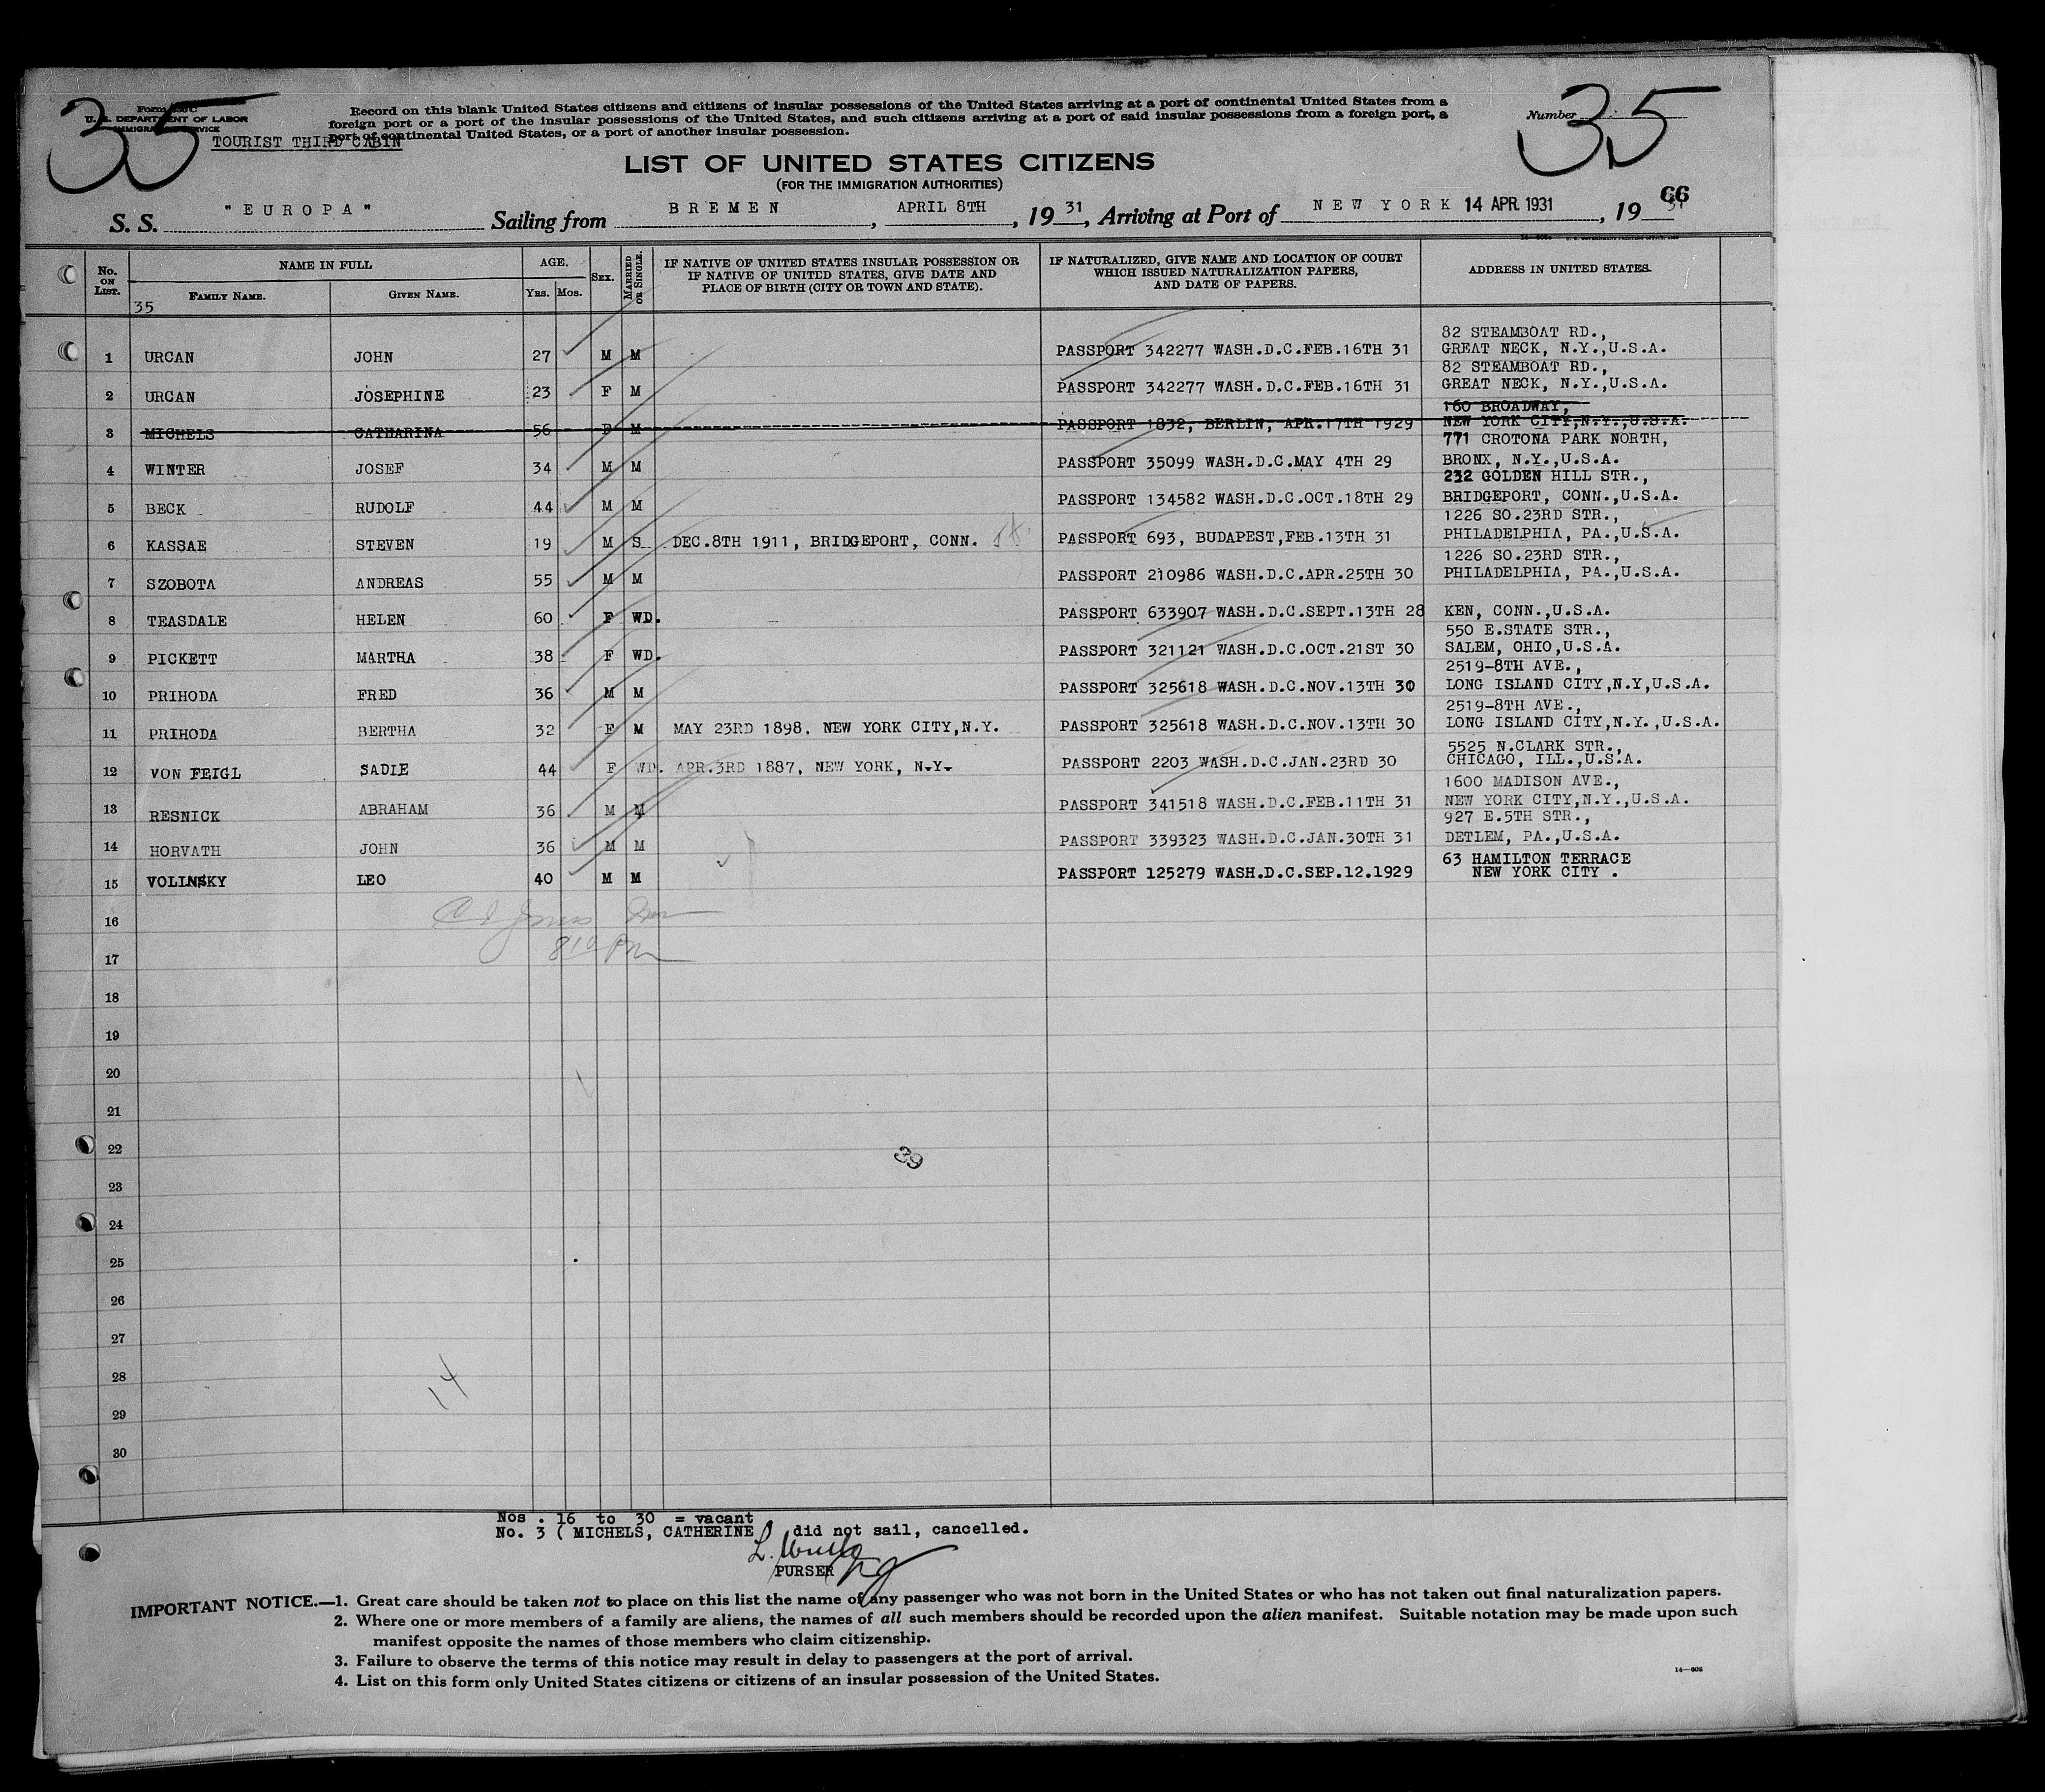 35
Form 630 C
U. S. DEPARTMENT OF LABOR
IMMIGRATION SERVICE
TOURIST THIRD CABIN
Record on this blank United States citizens and citizens of insular possessions of the United States arriving at a port of continental United States from a
foreign port or a port of the insular possessions of the United States, and such citizens arriving at a port of said insular possessions from a foreign port, a
port of continental United States, or a port of another insular possession.
Number 35
LIST OF UNITED STATES CITIZENS
(FOR THE IMMIGRATION AUTHORITIES)
66
S. S. "EUROPA" Sailing from BREMEN, APRIL 8TH, 19 31, Arriving at Port of NEW YORK 14 APR. 1931, 19 31
No. ON LIST. NAME IN FULL AGE. SEX. MARRIED OR SINGLE. IF NATIVE OF UNITED STATES INSULAR POSSESSION OR IF NATIVE OF UNITED STATES, GIVE DATE AND PLACE OF BIRTH (CITY OR TOWN AND STATE). IF NATURALIZED, GIVE NAME AND LOCATION OF COURT WHICH ISSUED NATURALIZATION PAPERS, AND DATE OF PAPERS. ADDRESS IN UNITED STATES.
35 FAMILY NAME. GIVEN NAME. YRS. MOS.
82 STEAMBOAT RD.,
1 URCAN JOHN 27 M M PASSPORT 342277 WASH.D.C.FEB.16TH 31 GREAT NECK, N.Y.,U.S.A.
82 STEAMBOAT RD.,
2 URCAN JOSEPHINE 23 F M PASSPORT 342277 WASH.D.C.FEB.16TH 31 GREAT NECK, N.Y.,U.S.A.
160 BROADWAY,
3 MICHELS CATHARINA 56 F M PASSPORT 1832, BERLIN, APR.17TH 1929 NEW YORK CITY,N.Y.,U.S.A.
771 CROTONA PARK NORTH,
4 WINTER JOSEF 34 M M PASSPORT 35099 WASH.D.C.MAY 4TH 29 BRONX, N.Y.,U.S.A.
232 GOLDEN HILL STR.,
5 BECK RUDOLF 44 M M PASSPORT 134582 WASH.D.C.OCT.18TH 29 BRIDGEPORT, CONN.,U.S.A.
1226 SO.23RD STR.,
6 KASSAE STEVEN 19 M S DEC.8TH 1911, BRIDGEPORT, CONN. PASSPORT 693, BUDAPEST,FEB.13TH 31 PHILADELPHIA, PA.,U.S.A.
1226 SO.23RD STR.,
7 SZOBOTA ANDREAS 55 M M PASSPORT 210986 WASH.D.C.APR.25TH 30 PHILADELPHIA, PA.,U.S.A.
8 TEASDALE HELEN 60 F WD. PASSPORT 633907 WASH.D.C.SEPT.13TH 28 KEN, CONN.,U.S.A.
550 E.STATE STR.,
9 PICKETT MARTHA 38 F WD. PASSPORT 321121 WASH.D.C.OCT.21ST 30 SALEM, OHIO,U.S.A.
2519-8TH AVE.,
10 PRIHODA FRED 36 M M PASSPORT 325618 WASH.D.C.NOV.13TH 30 LONG ISLAND CITY,N.Y,U.S.A.
2519-8TH AVE.,
11 PRIHODA BERTHA 32 F M MAY 23RD 1898. NEW YORK CITY,N.Y. PASSPORT 325618 WASH.D.C.NOV.13TH 30 LONG ISLAND CITY,N.Y.,U.S.A.
5525 N.CLARK STR.,
12 VON FEIGL SADIE 44 F WD. APR.3RD 1887, NEW YORK, N.Y. PASSPORT 2203 WASH.D.C.JAN.23RD 30 CHICAGO, ILL.,U.S.A.
1600 MADISON AVE.,
13 RESNICK ABRAHAM 36 M M PASSPORT 341518 WASH.D.C.FEB.11TH 31 NEW YORK CITY,N.Y.,U.S.A.
927 E.5TH STR.,
14 HORVATH JOHN 36 M M PASSPORT 339323 WASH.D.C.JAN.30TH 31 DETLEM, PA.,U.S.A.
63 HAMILTON TERRACE
15 VOLINSKY LEO 40 M M PASSPORT 125279 WASH.D.C.SEP.12.1929 NEW YORK CITY .
16
17
18
19
20
21
22
39
23
24
25
26
27
28
14
29
30
Nos . 16 to 30 = vacant
No. 3 ( MICHELS, CATHERINE ) did not sail, cancelled.
PURSER
IMPORTANT NOTICE.—1. Great care should be taken not to place on this list the name of any passenger who was not born in the United States or who has not taken out final naturalization papers.
2. Where one or more members of a family are aliens, the names of all such members should be recorded upon the alien manifest. Suitable notation may be made upon such
manifest opposite the names of those members who claim citizenship.
3. Failure to observe the terms of this notice may result in delay to passengers at the port of arrival.
4. List on this form only United States citizens or citizens of an insular possession of the United States.
14—608